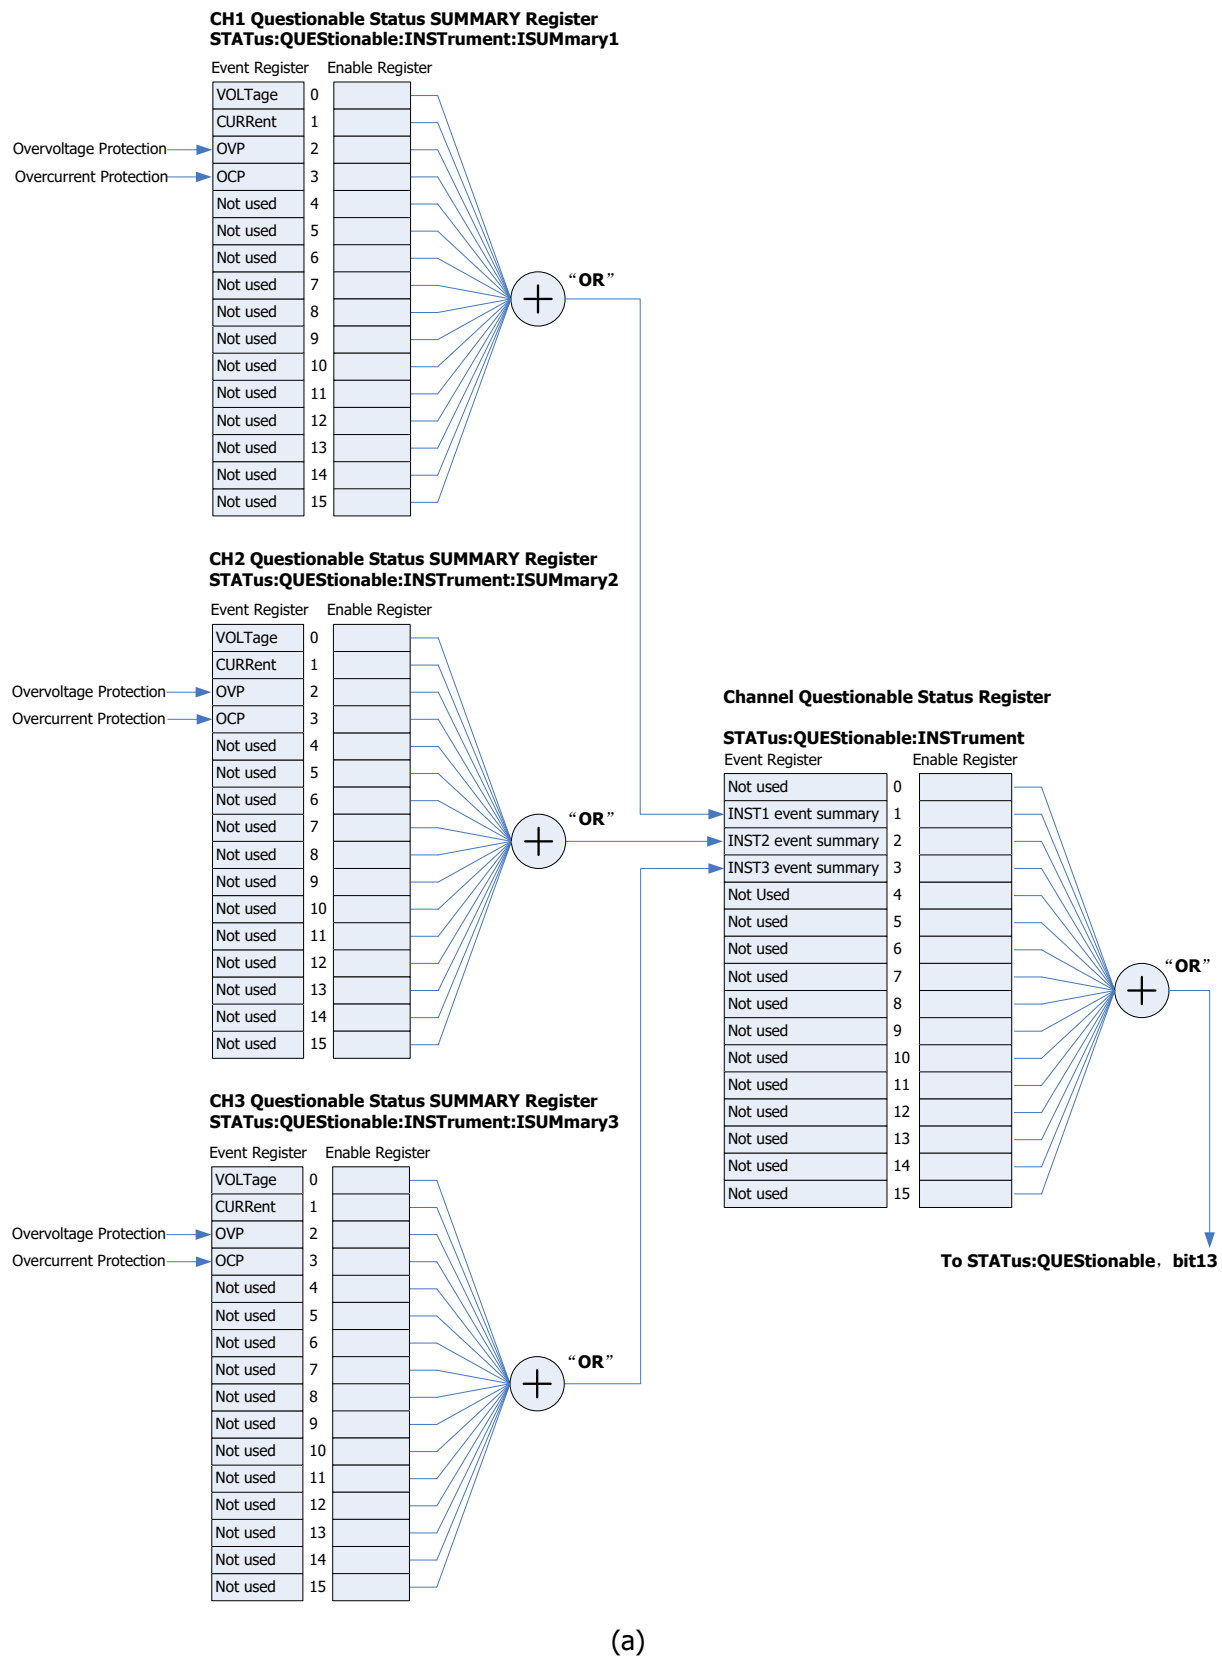 CH1 Questionable Status SUMMARY Register
STATus:QUEStionable:INSTrument:ISUMmary1
Event Register Enable Register
VOLTage 0
CURRent 1
Overvoltage Protection OVP 2
Overcurrent Protection OCP 3
Not used 4
Not used 5
Not used 6
Not used 7
Not used 8
Not used 9
Not used 10
Not used 11
Not used 12
Not used 13
Not used 14
Not used 15
“OR”
CH2 Questionable Status SUMMARY Register
STATus:QUEStionable:INSTrument:ISUMmary2
Event Register Enable Register
VOLTage 0
CURRent 1
Overvoltage Protection OVP 2
Overcurrent Protection OCP 3
Not used 4
Not used 5
Not used 6
Not used 7
Not used 8
Not used 9
Not used 10
Not used 11
Not used 12
Not used 13
Not used 14
Not used 15
“OR”
CH3 Questionable Status SUMMARY Register
STATus:QUEStionable:INSTrument:ISUMmary3
Event Register Enable Register
VOLTage 0
CURRent 1
Overvoltage Protection OVP 2
Overcurrent Protection OCP 3
Not used 4
Not used 5
Not used 6
Not used 7
Not used 8
Not used 9
Not used 10
Not used 11
Not used 12
Not used 13
Not used 14
Not used 15
“OR”
Channel Questionable Status Register
STATus:QUEStionable:INSTrument
Event Register Enable Register
Not used 0
INST1 event summary 1
INST2 event summary 2
INST3 event summary 3
Not Used 4
Not used 5
Not used 6
Not used 7
Not used 8
Not used 9
Not used 10
Not used 11
Not used 12
Not used 13
Not used 14
Not used 15
“OR”
To STATus:QUEStionable，bit13
(a)